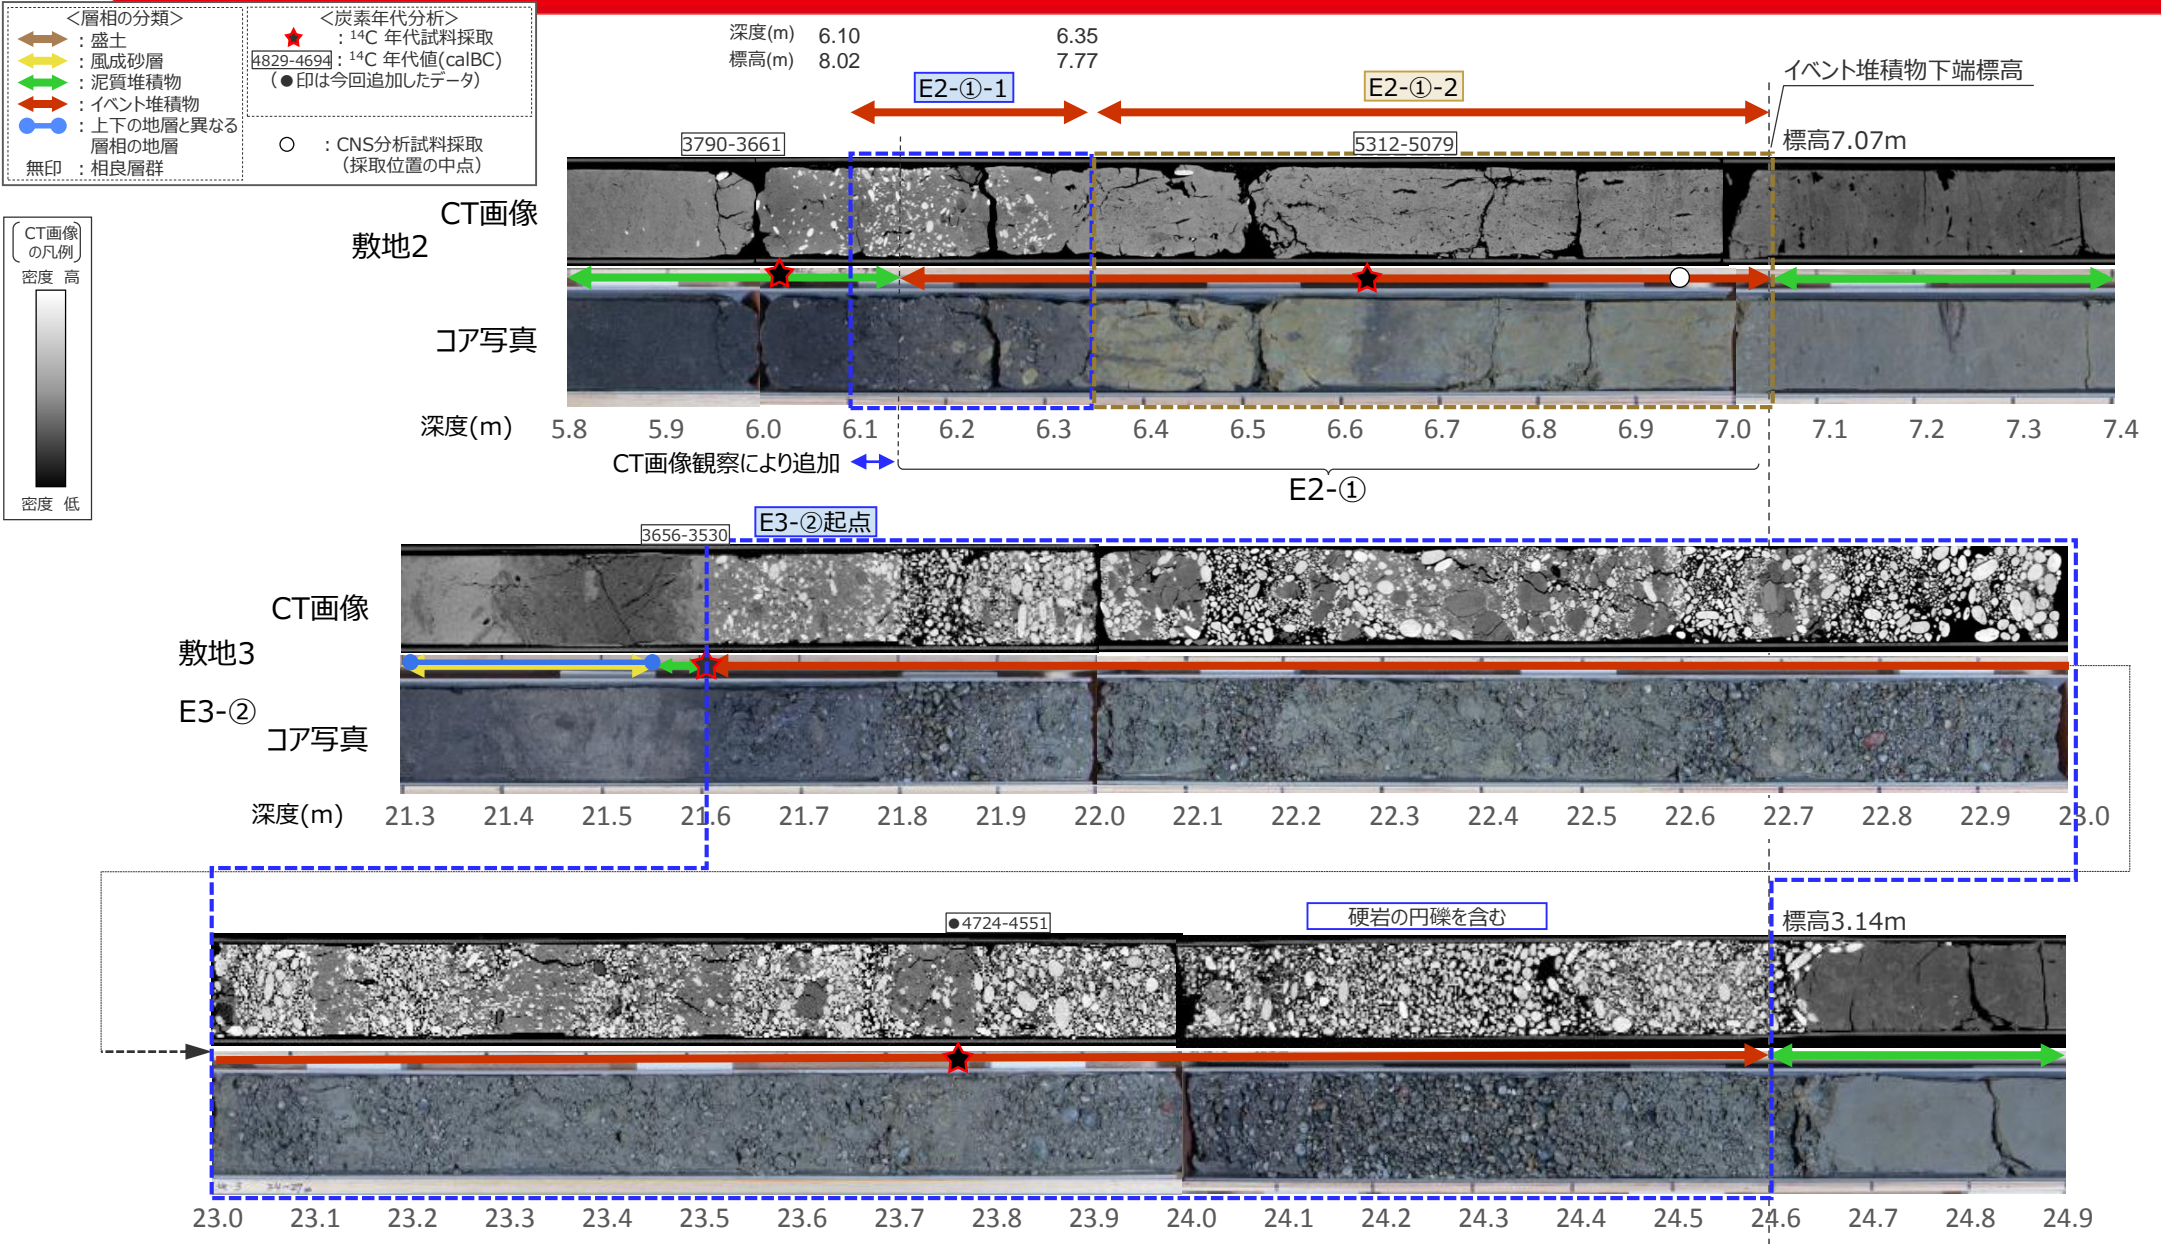 <層相の分類>
：盛土
：風成砂層
：泥質堆積物
：イベント堆積物
：上下の地層と異なる
層相の地層
無印：相良層群
<炭素年代分析>
：¹⁴C 年代試料採取
4829-4694：¹⁴C 年代値(calBC)
（●印は今回追加したデータ）
○：CNS分析試料採取
（採取位置の中点）
深度(m) 6.10 6.35
標高(m) 8.02 7.77
E2-①-1
E2-①-2
イベント堆積物下端標高
標高7.07m
3790-3661
5312-5079
CT画像
の凡例
密度 高
密度 低
CT画像
敷地2
コア写真
深度(m) 5.8 5.9 6.0 6.1 6.2 6.3 6.4 6.5 6.6 6.7 6.8 6.9 7.0 7.1 7.2 7.3 7.4
CT画像観察により追加
E2-①
3656-3530
E3-②起点
CT画像
敷地3
E3-②
コア写真
深度(m) 21.3 21.4 21.5 21.6 21.7 21.8 21.9 22.0 22.1 22.2 22.3 22.4 22.5 22.6 22.7 22.8 22.9 23.0
●4724-4551
硬岩の円礫を含む
標高3.14m
23.0 23.1 23.2 23.3 23.4 23.5 23.6 23.7 23.8 23.9 24.0 24.1 24.2 24.3 24.4 24.5 24.6 24.7 24.8 24.9